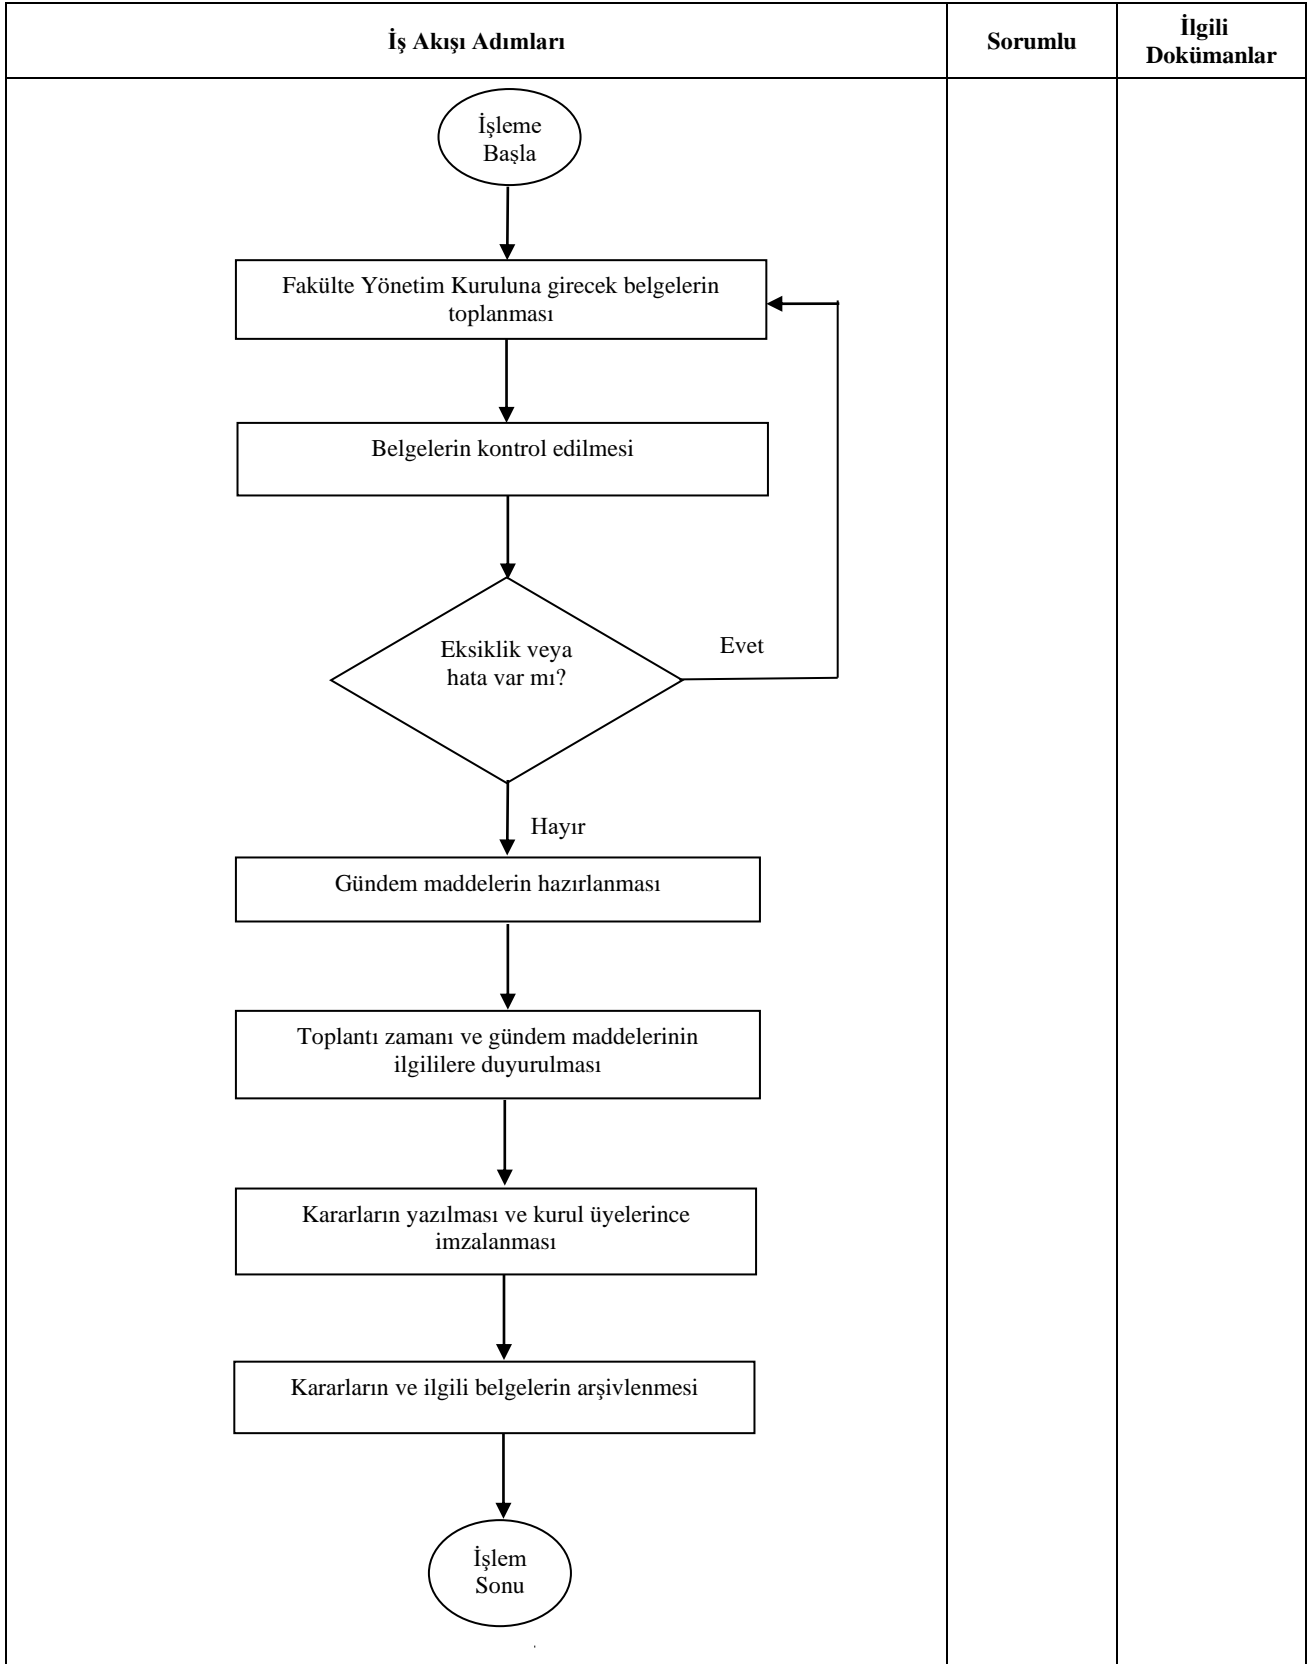 İş Akışı Adımları
Sorumlu
İlgili
Dokümanlar
İşleme
Başla
Fakülte Yönetim Kuruluna girecek belgelerin
toplanması
Belgelerin kontrol edilmesi
Eksiklik veya
hata var mı?
Evet
Hayır
Gündem maddelerin hazırlanması
Toplantı zamanı ve gündem maddelerinin
ilgililere duyurulması
Kararların yazılması ve kurul üyelerince
imzalanması
Kararların ve ilgili belgelerin arşivlenmesi
İşlem
Sonu